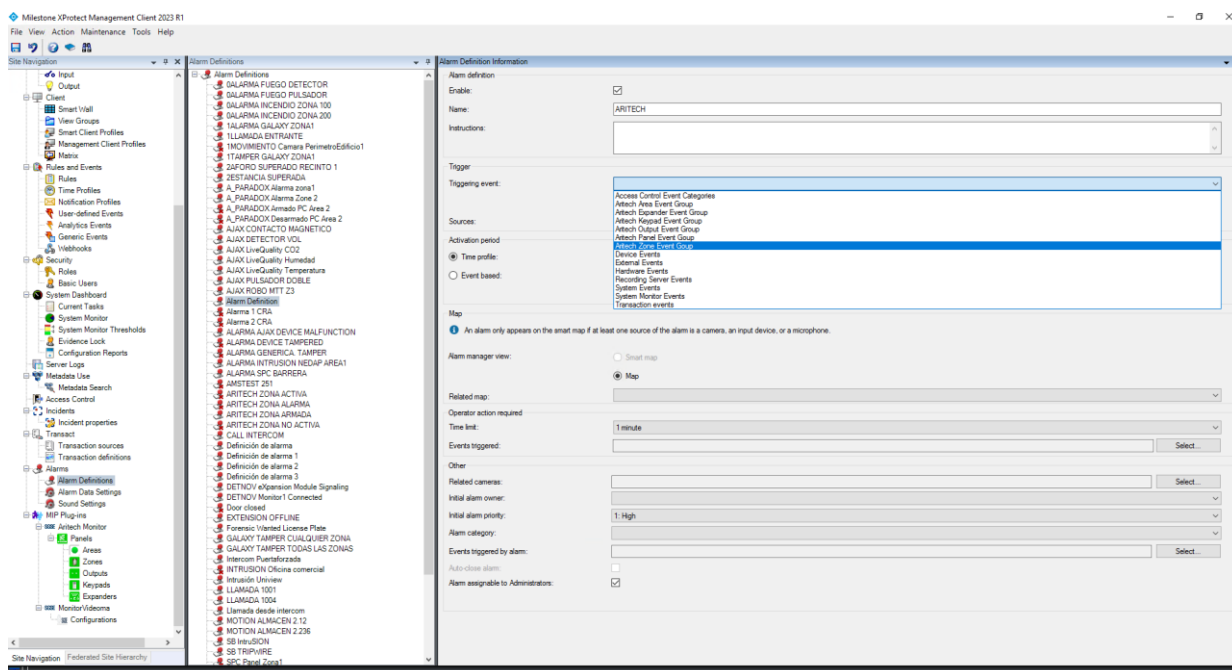 Milestone XProtect Management Client 2023 R1
File View Action Maintenance Tools Help
Site Navigation
Input
Output
Client
Smart Wall
View Groups
Smart Client Profiles
Management Client Profiles
Matrix
Rules and Events
Rules
Time Profiles
Notification Profiles
User-defined Events
Analytics Events
Generic Events
Webhooks
Security
Roles
Basic Users
System Dashboard
Current Tasks
System Monitor
System Monitor Thresholds
Evidence Lock
Configuration Reports
Server Logs
Metadata Use
Metadata Search
Access Control
Incidents
Incident properties
Transact
Transaction sources
Transaction definitions
Alarms
Alarm Definitions
Alarm Data Settings
Sound Settings
MIP Plug-ins
Aritech Monitor
Panels
Areas
Zones
Outputs
Keypads
Expanders
MonitorVideoma
Configurations
Site Navigation Federated Site Hierarchy
Alarm Definitions
Alarm Definitions
0ALARMA FUEGO DETECTOR
0ALARMA FUEGO PULSADOR
0ALARMA INCENDIO ZONA 100
0ALARMA INCENDIO ZONA 200
1ALARMA GALAXY ZONA1
1LLAMADA ENTRANTE
1MOVIMIENTO Camara PerimetroEdificio1
1TAMPER GALAXY ZONA1
2AFORO SUPERADO RECINTO 1
2ESTANCIA SUPERADA
A_PARADOX Alarma zona1
A_PARADOX Alarma Zone 2
A_PARADOX Armado PC Area 2
A_PARADOX Desarmado PC Area 2
AJAX CONTACTO MAGNETICO
AJAX DETECTOR VOL
AJAX LiveQuality CO2
AJAX LiveQuality Humedad
AJAX LiveQuality Temperatura
AJAX PULSADOR DOBLE
AJAX ROBO MTT Z3
Alarm Definition
Alarma 1 CRA
Alarma 2 CRA
ALARMA AJAX DEVICE MALFUNCTION
ALARMA DEVICE TAMPERED
ALARMA GENERICA. TAMPER
ALARMA INTRUSION NEDAP AREA1
ALARMA SPC BARRERA
AMSTEST 251
ARITECH ZONA ACTIVA
ARITECH ZONA ALARMA
ARITECH ZONA ARMADA
ARITECH ZONA NO ACTIVA
CALL INTERCOM
Definición de alarma
Definición de alarma 1
Definición de alarma 2
Definición de alarma 3
DETNOV eXpansion Module Signaling
DETNOV Monitor1 Connected
Door closed
EXTENSION OFFLINE
Forensic Wanted License Plate
GALAXY TAMPER CUALQUIER ZONA
GALAXY TAMPER TODAS LAS ZONAS
Intercom Puertaforzada
INTRUSION Oficina comercial
Intrusión Uniview
LLAMADA 1001
LLAMADA 1004
Llamada desde intercom
MOTION ALMACEN 2.12
MOTION ALMACEN 2.236
SB IntruSION
SB TRIPWIRE
SPC Panel Zona1
Alarm Definition Information
Alarm definition
Enable:
Name: ARITECH
Instructions:
Trigger
Triggering event:
Access Control Event Categories
Aritech Area Event Group
Aritech Expander Event Group
Aritech Keypad Event Group
Aritech Output Event Group
Aritech Panel Event Goup
Aritech Zone Event Goup
Device Events
External Events
Hardware Events
Recording Server Events
System Events
System Monitor Events
Transaction events
Sources:
Activation period
Time profile:
Event based:
Map
An alarm only appears on the smart map if at least one source of the alarm is a camera, an input device, or a microphone.
Alarm manager view: Smart map
Map
Related map:
Operator action required
Time limit: 1 minute
Events triggered: Select...
Other
Related cameras: Select...
Initial alarm owner:
Initial alarm priority: 1: High
Alarm category:
Events triggered by alarm: Select...
Auto-close alarm:
Alarm assignable to Administrators: